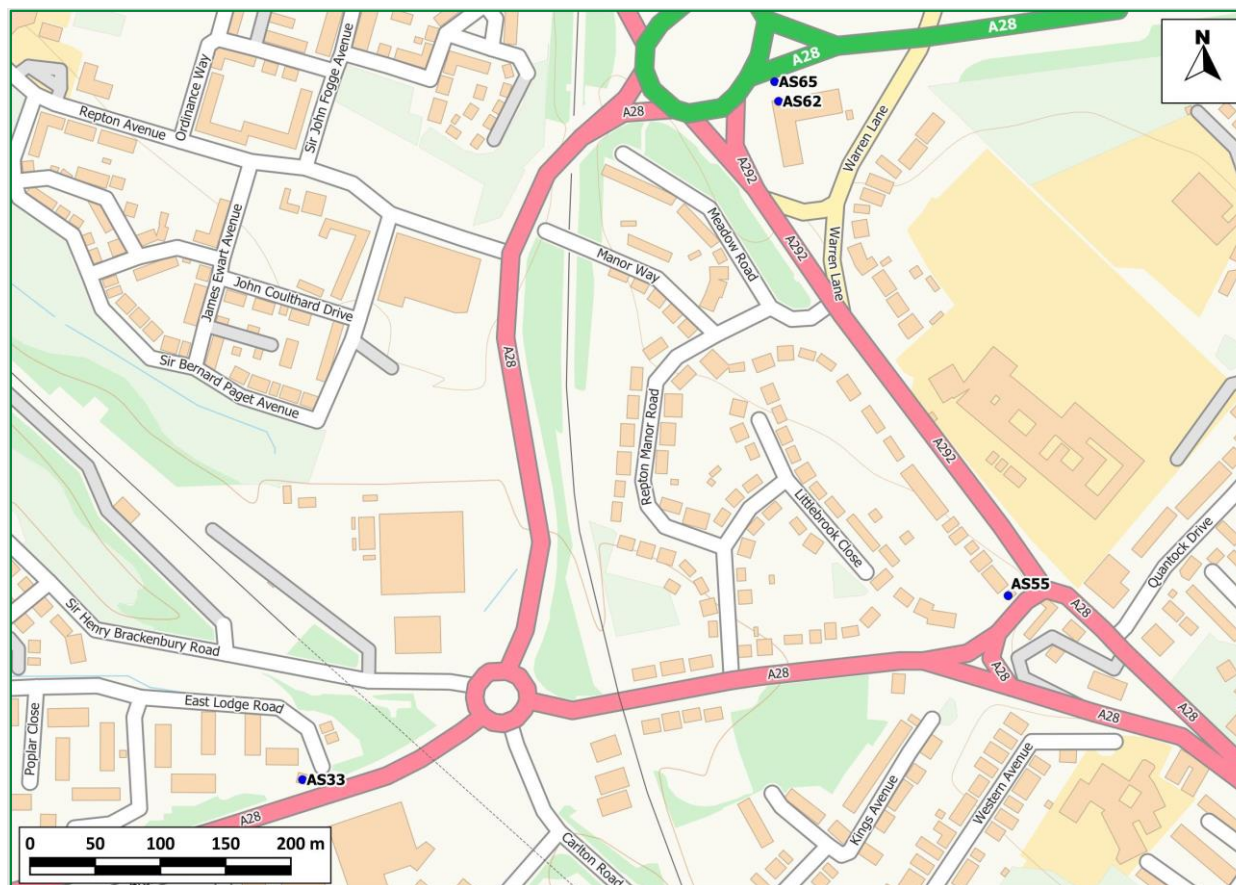 A28
A28
N
AS65
AS62
Ordinance Way
Sir John Fogge Avenue
Repton Avenue
A28
A292
Warren Lane
Meadow Road
Warren Lane
A292
James Ewart Avenue
Manor Way
John Coulthard Drive
A28
Sir Bernard Paget Avenue
Repton Manor Road
A292
Littlebrook Close
Quantock Drive
AS55
A28
Sir Henry Brackenbury Road
A28
A28
East Lodge Road
Poplar Close
A28
A28
AS33
Kings Avenue
Western Avenue
A28
Carlton Road
0 50 100 150 200 m